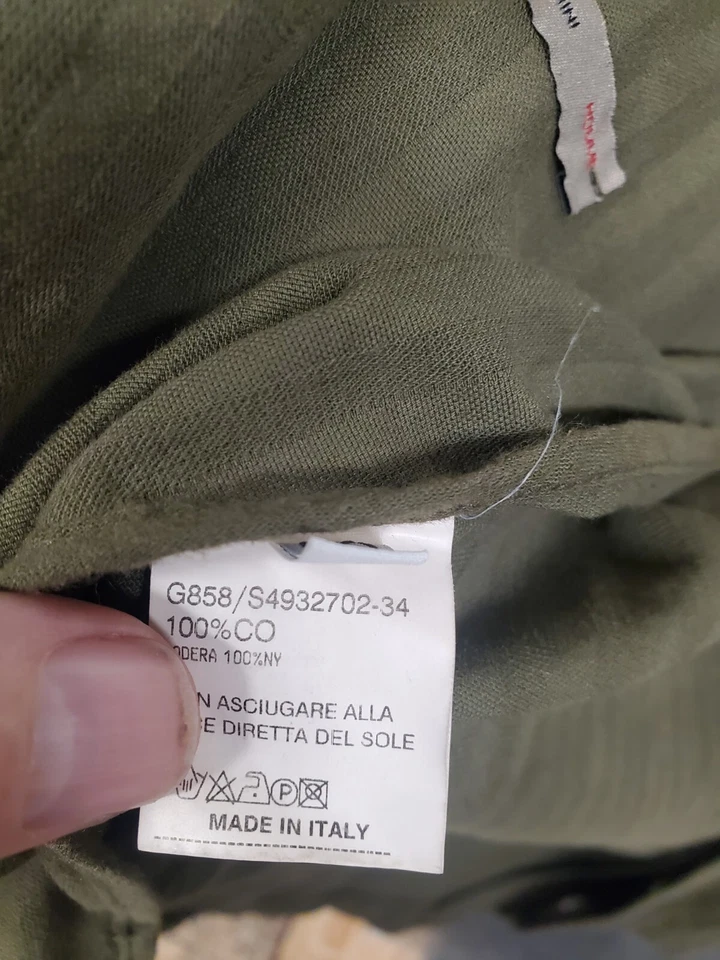 G858/S4932702-34
100%CO
ODERA 100%NY
N ASCIUGARE ALLA
CE DIRETTA DEL SOLE
P
MADE IN ITALY